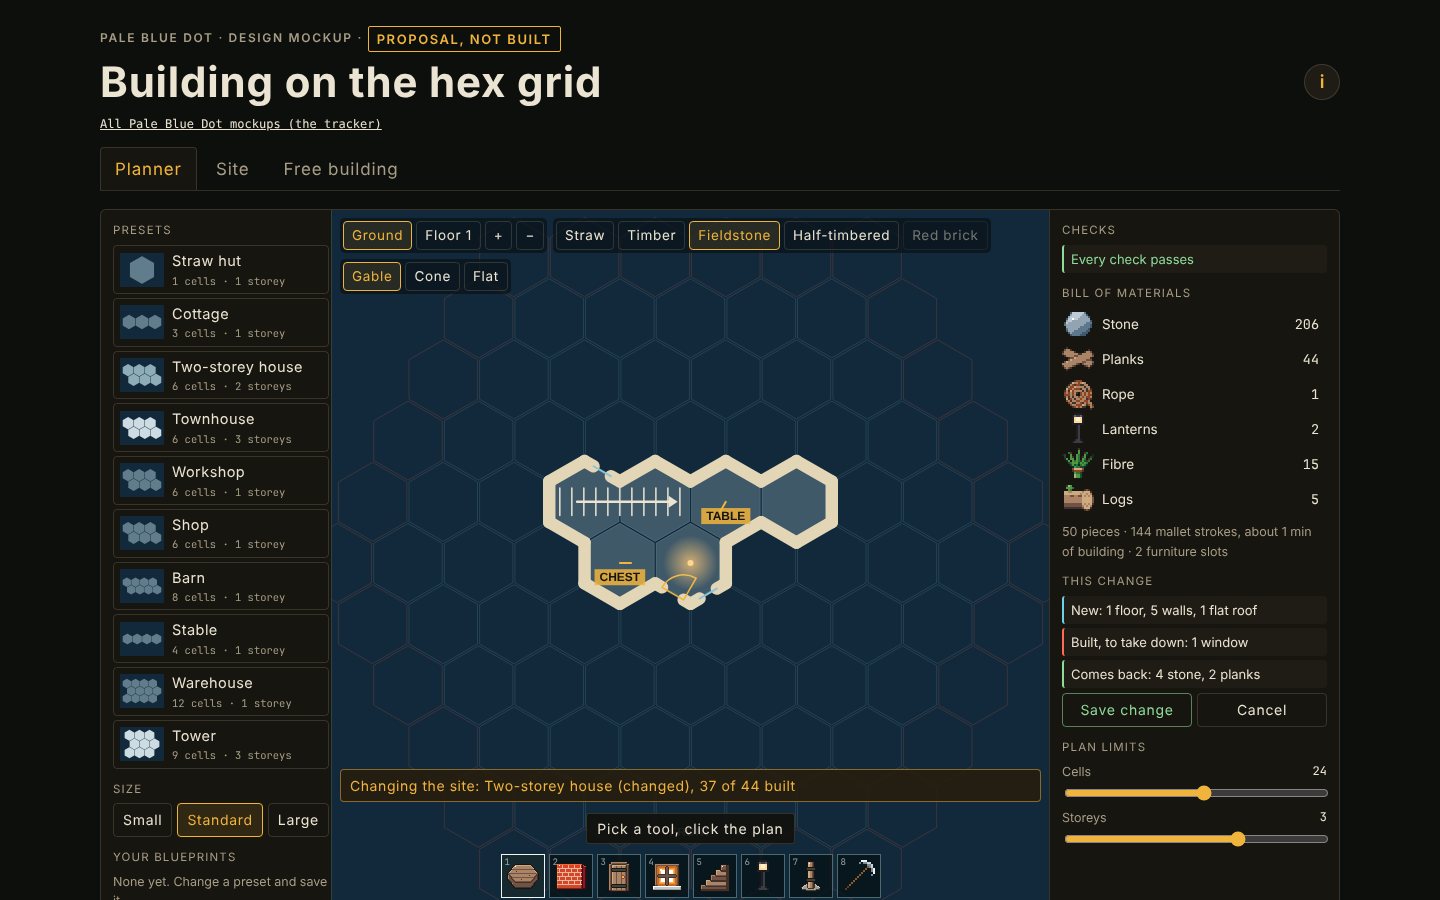 PALE BLUE DOT · DESIGN MOCKUP · PROPOSAL, NOT BUILT
Building on the hex grid
i
All Pale Blue Dot mockups (the tracker)
Planner
Site
Free building
PRESETS
Straw hut
1 cells · 1 storey
Cottage
3 cells · 1 storey
Two-storey house
6 cells · 2 storeys
Townhouse
6 cells · 3 storeys
Workshop
6 cells · 1 storey
Shop
6 cells · 1 storey
Barn
8 cells · 1 storey
Stable
4 cells · 1 storey
Warehouse
12 cells · 1 storey
Tower
9 cells · 3 storeys
SIZE
Small
Standard
Large
YOUR BLUEPRINTS
None yet. Change a preset and save
Ground
Floor 1
+
−
Straw
Timber
Fieldstone
Half-timbered
Red brick
Gable
Cone
Flat
TABLE
CHEST
Changing the site: Two-storey house (changed), 37 of 44 built
Pick a tool, click the plan
1
2
3
4
5
6
7
8
CHECKS
Every check passes
BILL OF MATERIALS
Stone 206
Planks 44
Rope 1
Lanterns 2
Fibre 15
Logs 5
50 pieces · 144 mallet strokes, about 1 min
of building · 2 furniture slots
THIS CHANGE
New: 1 floor, 5 walls, 1 flat roof
Built, to take down: 1 window
Comes back: 4 stone, 2 planks
Save change
Cancel
PLAN LIMITS
Cells 24
Storeys 3